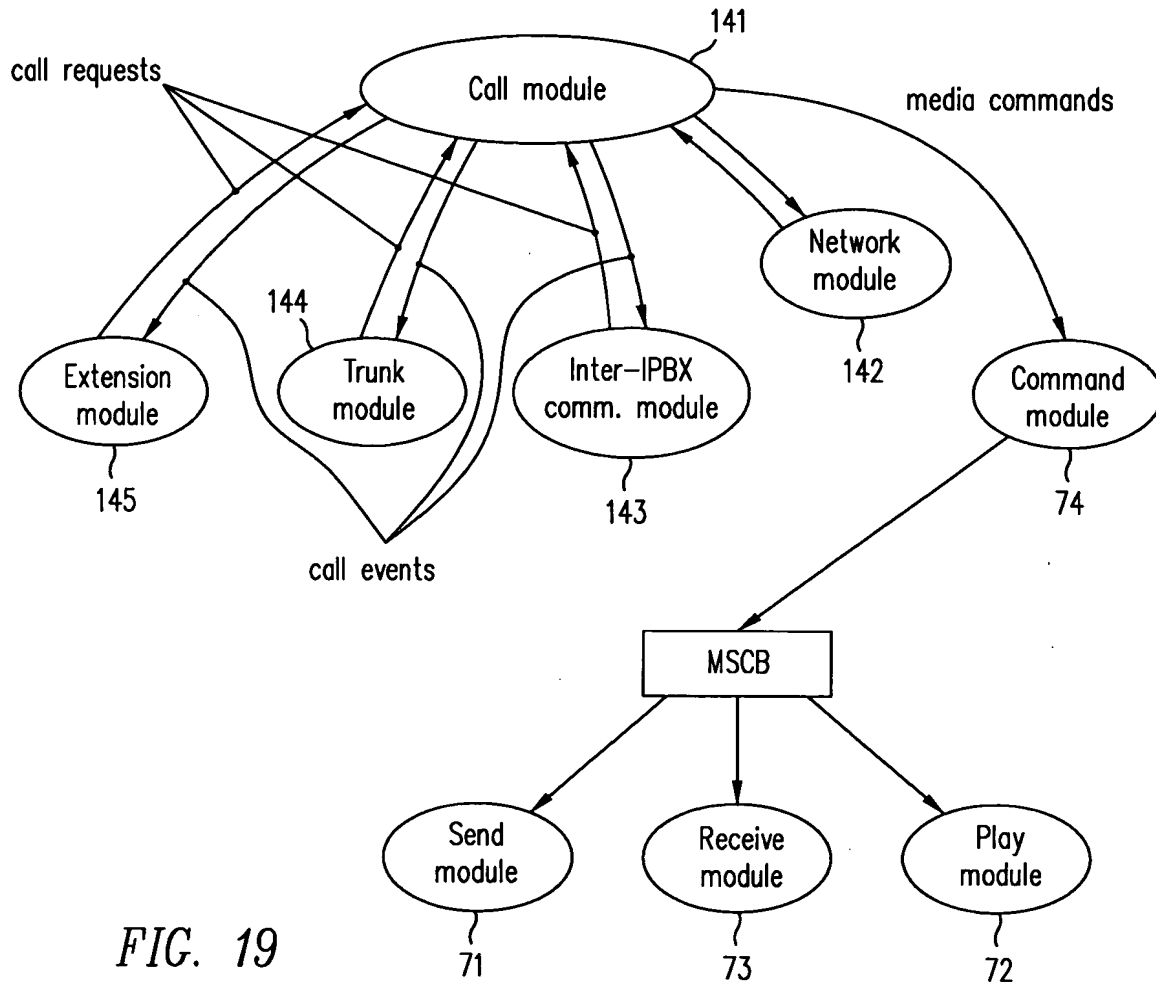 141
call requests
Call module
media commands
Network
module
142
144
Extension
module
145
Trunk
module
Inter-IPBX
comm. module
143
Command
module
74
call events
MSCB
Send
module
71
Receive
module
73
Play
module
72
FIG. 19